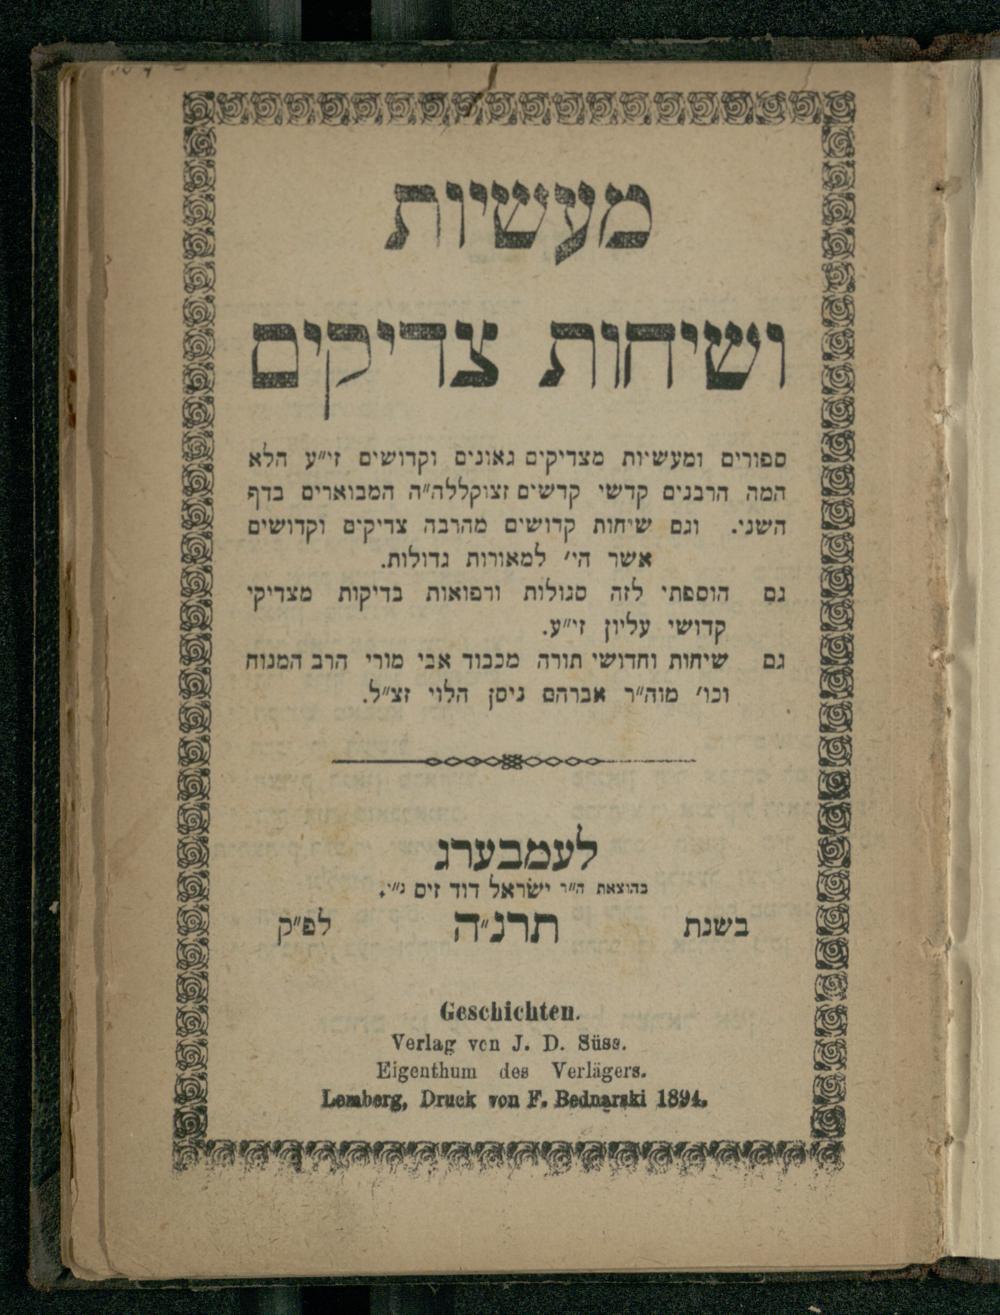 מעשיות
ושיחות צדיקים
ספורים ומעשיות מצדיקים גאונים וקדושים זי"ע הלא
המה הרבנים קדשי קדשים זצוקללה"ה המבוארים בדף
השני. וגם שיחות קדושים מהרבה צדיקים וקדושים
אשר הי' למאורות גדולות.
גם הוספתי לזה סגולות ורפואות בדיקות מצדיקי
קדושי עליון זי"ע.
גם שיחות וחדושי תורה מכבוד אבי מורי הרב המנוח
וכו' מוה"ר אברהם ניסן הלוי זצ"ל.
לעמבערג
בהוצאת ה"ר ישראל דוד זיס נ"י.
בשנת תרנ"ה לפ"ק
Geschichten.
Verlag von J. D. Süss.
Eigenthum des Verlägers.
Lemberg, Druck von F. Bednarski 1894.